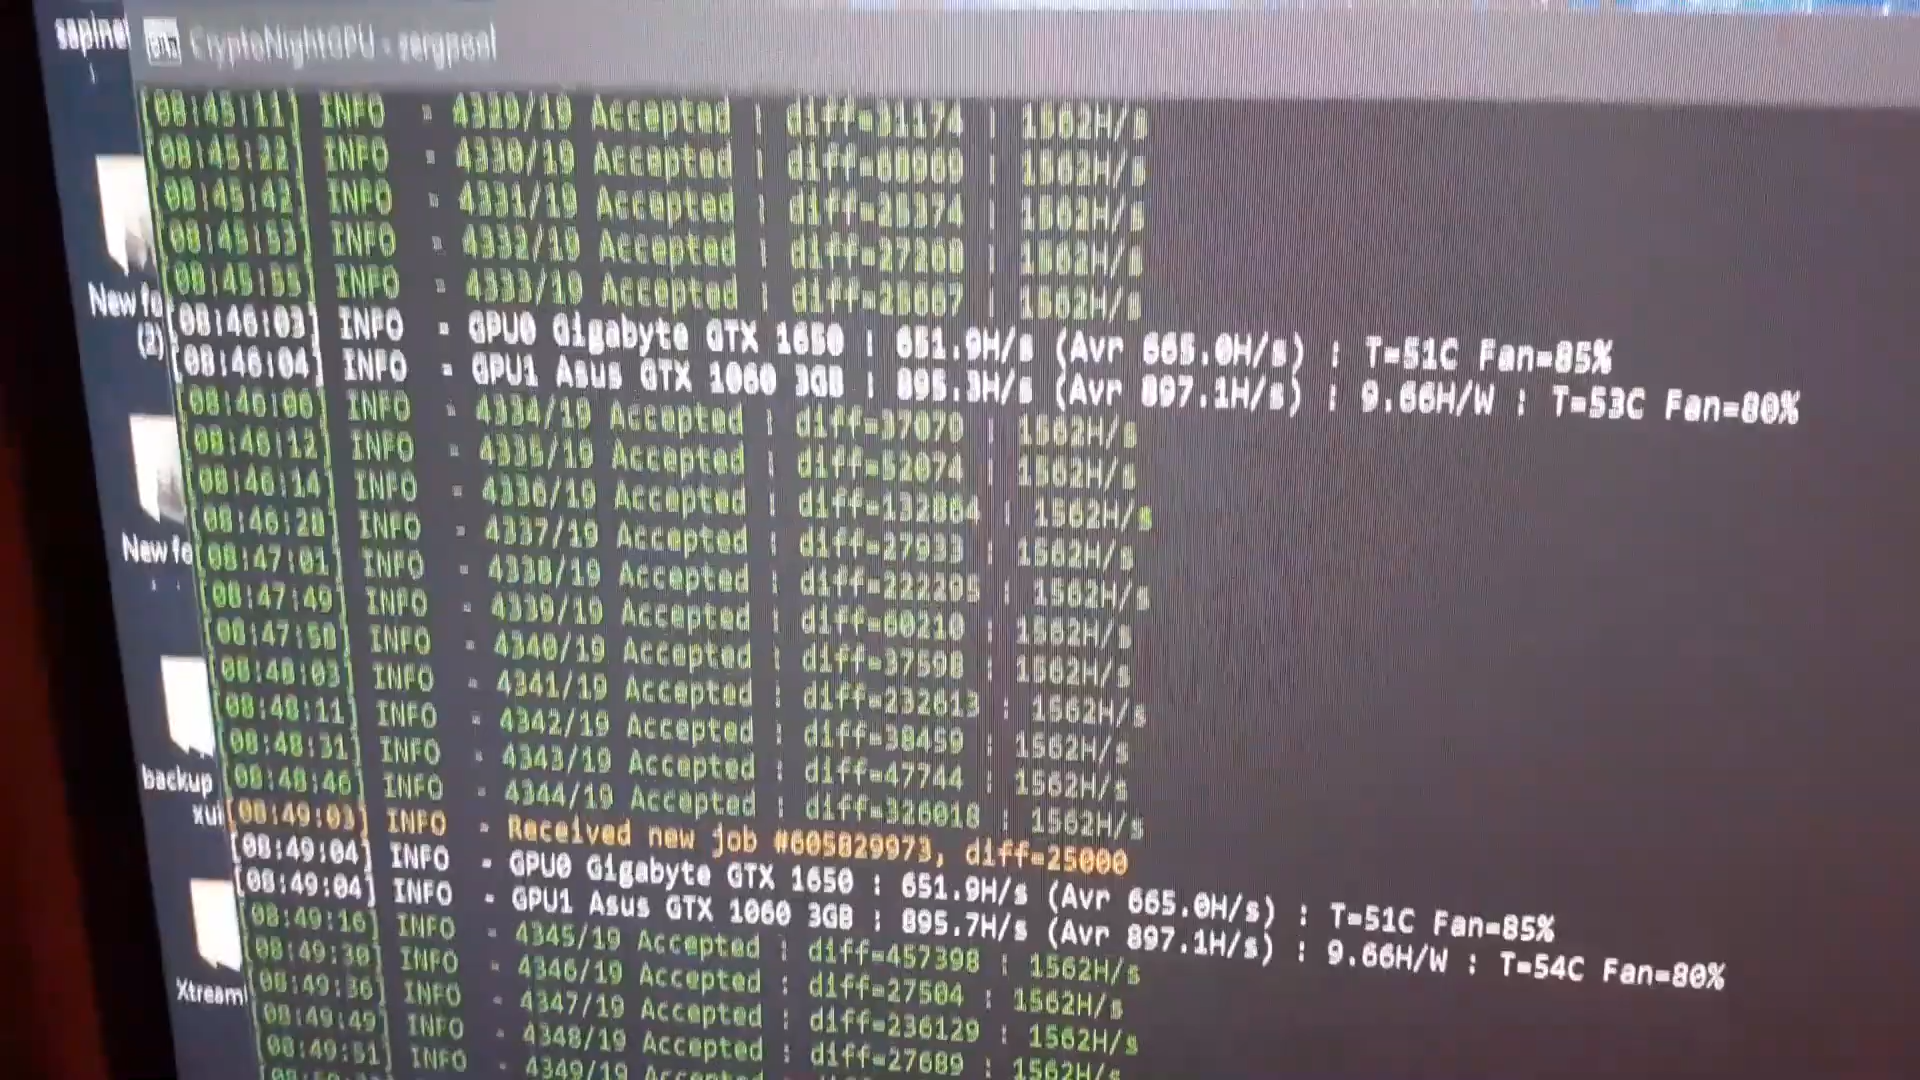 CryptoNightGPU - zergpool
[08:45:11] INFO - 4329/19 Accepted : diff=31174 : 1562H/s
[08:45:22] INFO - 4330/19 Accepted : diff=60969 : 1562H/s
[08:45:42] INFO - 4331/19 Accepted : diff=25374 : 1562H/s
[08:45:53] INFO - 4332/19 Accepted : diff=27260 : 1562H/s
[08:45:55] INFO - 4333/19 Accepted : diff=25667 : 1562H/s
[08:46:03] INFO - GPU0 Gigabyte GTX 1650 : 651.9H/s (Avr 665.0H/s) : T=51C Fan=85%
[08:46:04] INFO - GPU1 Asus GTX 1060 3GB : 895.3H/s (Avr 897.1H/s) : 9.66H/W : T=53C Fan=80%
[08:46:06] INFO - 4334/19 Accepted : diff=37070 : 1562H/s
[08:46:12] INFO - 4335/19 Accepted : diff=52074 : 1562H/s
[08:46:14] INFO - 4336/19 Accepted : diff=132864 : 1562H/s
[08:46:28] INFO - 4337/19 Accepted : diff=27933 : 1562H/s
[08:47:01] INFO - 4338/19 Accepted : diff=222205 : 1562H/s
[08:47:49] INFO - 4339/19 Accepted : diff=60210 : 1562H/s
[08:47:58] INFO - 4340/19 Accepted : diff=37598 : 1562H/s
[08:48:03] INFO - 4341/19 Accepted : diff=232613 : 1562H/s
[08:48:11] INFO - 4342/19 Accepted : diff=38459 : 1562H/s
[08:48:31] INFO - 4343/19 Accepted : diff=47744 : 1562H/s
[08:48:46] INFO - 4344/19 Accepted : diff=326018 : 1562H/s
[08:49:03] INFO - Received new job #605829973, diff=25000
[08:49:04] INFO - GPU0 Gigabyte GTX 1650 : 651.9H/s (Avr 665.0H/s) : T=51C Fan=85%
[08:49:04] INFO - GPU1 Asus GTX 1060 3GB : 895.7H/s (Avr 897.1H/s) : 9.66H/W : T=54C Fan=80%
[08:49:16] INFO - 4345/19 Accepted : diff=457398 : 1562H/s
[08:49:30] INFO - 4346/19 Accepted : diff=27504 : 1562H/s
[08:49:36] INFO - 4347/19 Accepted : diff=236129 : 1562H/s
[08:49:49] INFO - 4348/19 Accepted : diff=27689 : 1562H/s
[08:49:51] INFO - 4349/19 Accepted
New fo
(2)
New fo
backup
xui
Xtream